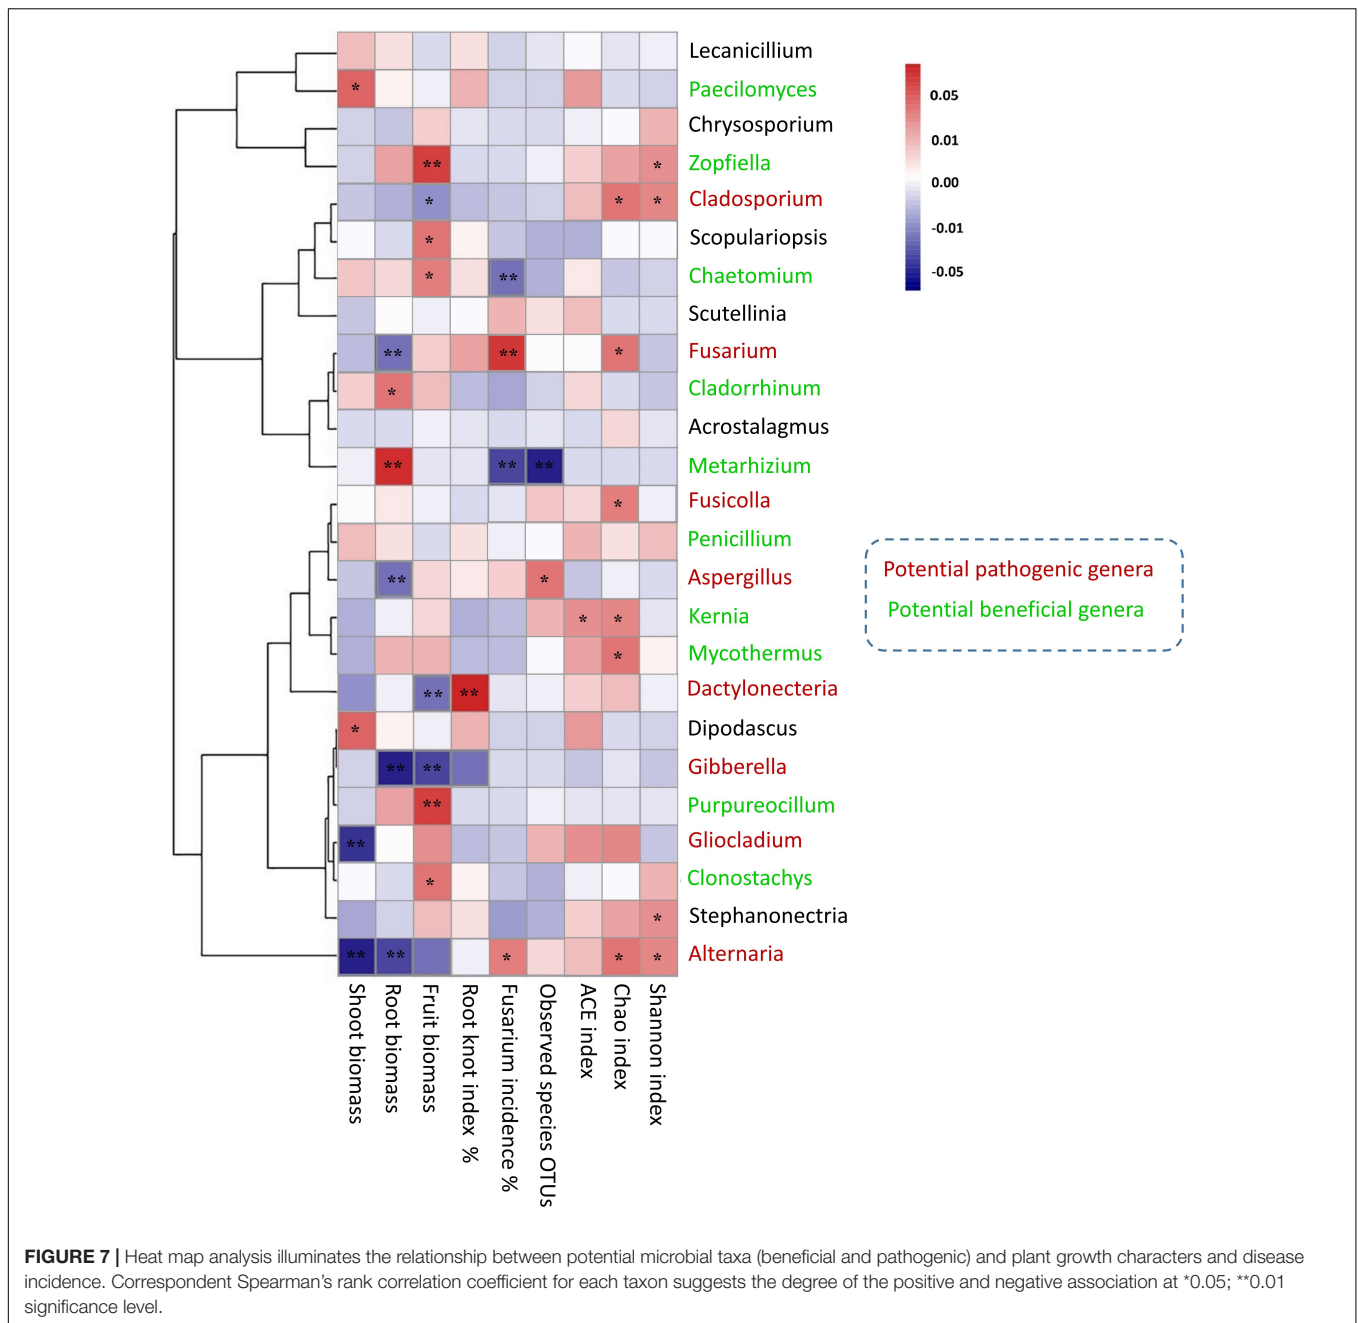 Lecanicillium
* Paecilomyces
Chrysosporium
** * Zopfiella
* * * Cladosporium
* Scopulariopsis
* ** Chaetomium
Scutellinia
** ** * Fusarium
* Cladorrhinum
Acrostalagmus
** ** ** Metarhizium
* Fusicolla
Penicillium
** * Aspergillus
* * Kernia
* Mycothermus
** ** Dactylonecteria
* Dipodascus
** ** Gibberella
** Purpureocillum
** Gliocladium
* Clonostachys
* Stephanonectria
** ** * * * Alternaria
0.05
0.01
0.00
-0.01
-0.05
Potential pathogenic genera
Potential beneficial genera
Shoot biomass
Root biomass
Fruit biomass
Root knot index %
Fusarium incidence %
Observed species OTUs
ACE index
Chao index
Shannon index
FIGURE 7 | Heat map analysis illuminates the relationship between potential microbial taxa (beneficial and pathogenic) and plant growth characters and disease
incidence. Correspondent Spearman's rank correlation coefficient for each taxon suggests the degree of the positive and negative association at *0.05; **0.01
significance level.